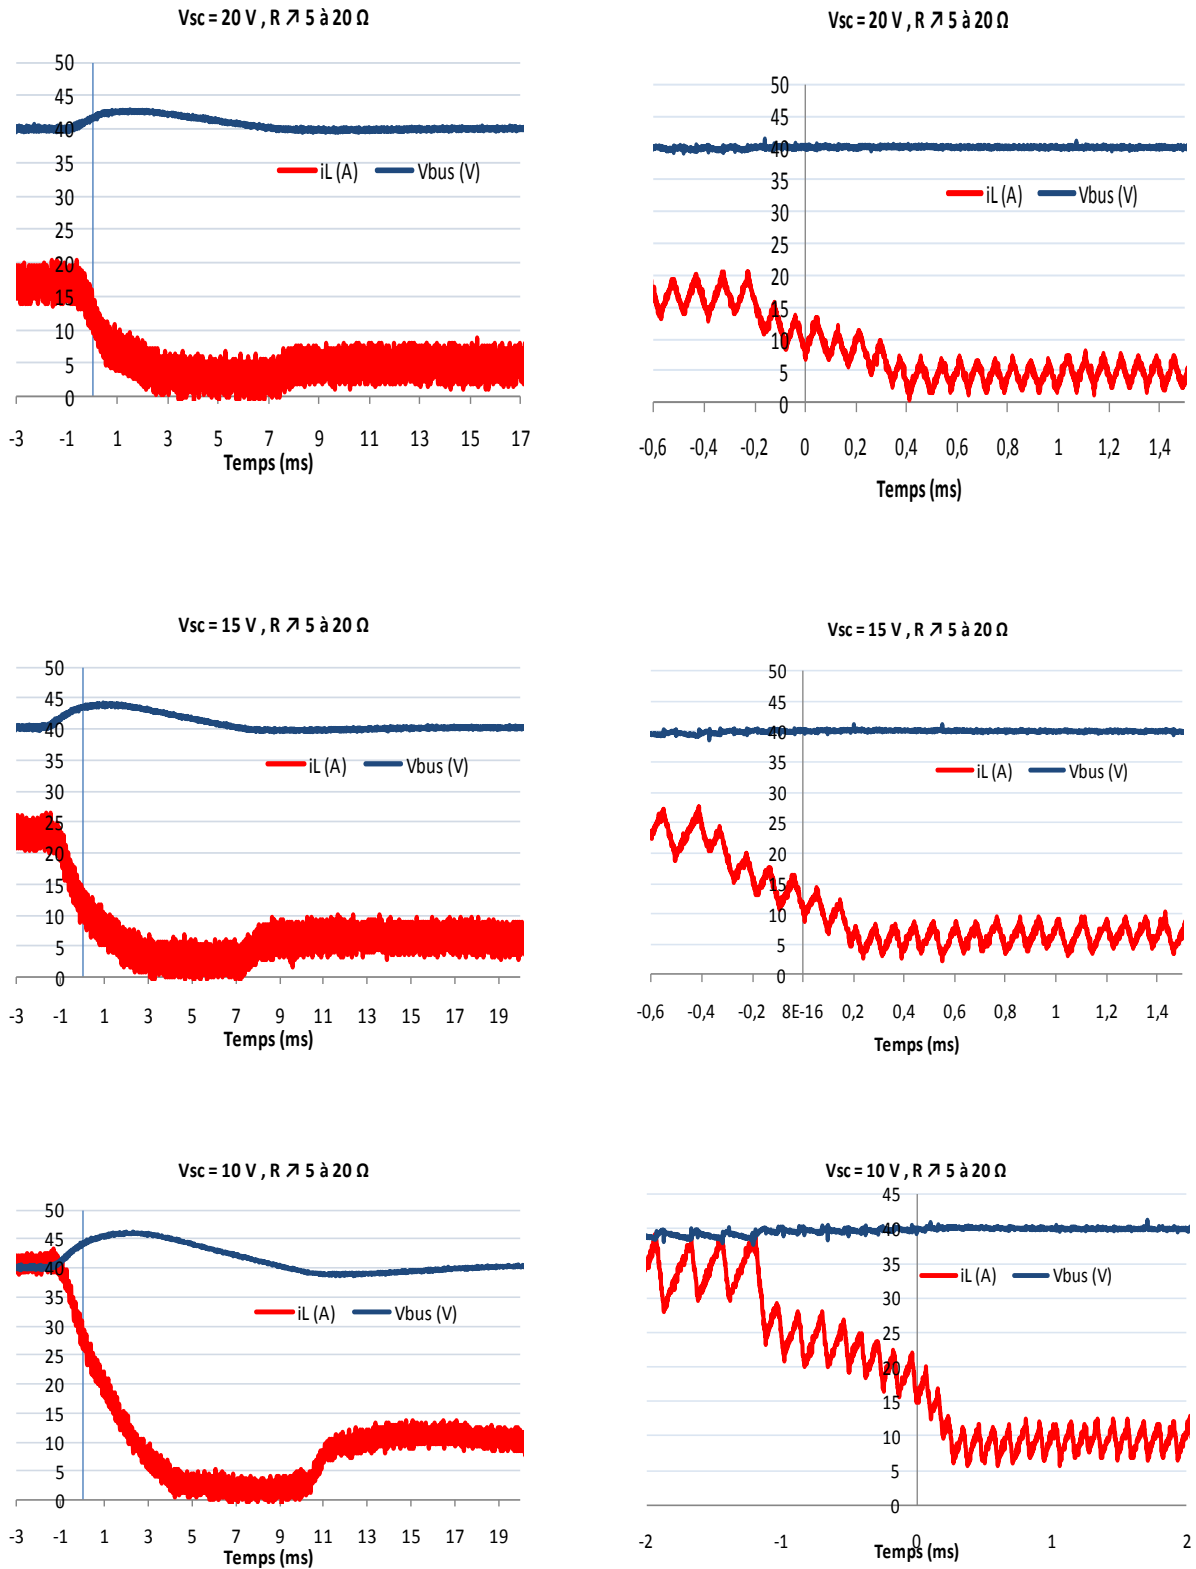 Vsc = 20 V , R ↗ 5 à 20 Ω
50
45
40
35
30
25
20
15
10
5
0
iL (A) Vbus (V)
-3 -1 1 3 5 7 9 11 13 15 17
Temps (ms)
Vsc = 20 V , R ↗ 5 à 20 Ω
50
45
40
35
30
25
20
15
10
5
0
iL (A) Vbus (V)
-0,6 -0,4 -0,2 0 0,2 0,4 0,6 0,8 1 1,2 1,4
Temps (ms)
Vsc = 15 V , R ↗ 5 à 20 Ω
50
45
40
35
30
25
20
15
10
5
0
iL (A) Vbus (V)
-3 -1 1 3 5 7 9 11 13 15 17 19
Temps (ms)
Vsc = 15 V , R ↗ 5 à 20 Ω
50
45
40
35
30
25
20
15
10
5
0
iL (A) Vbus (V)
-0,6 -0,4 -0,2 8E-16 0,2 0,4 0,6 0,8 1 1,2 1,4
Temps (ms)
Vsc = 10 V , R ↗ 5 à 20 Ω
50
45
40
35
30
25
20
15
10
5
0
iL (A) Vbus (V)
-3 -1 1 3 5 7 9 11 13 15 17 19
Temps (ms)
Vsc = 10 V , R ↗ 5 à 20 Ω
45
40
35
30
25
20
15
10
5
0
iL (A) Vbus (V)
-2 -1 0 1 2
Temps (ms)